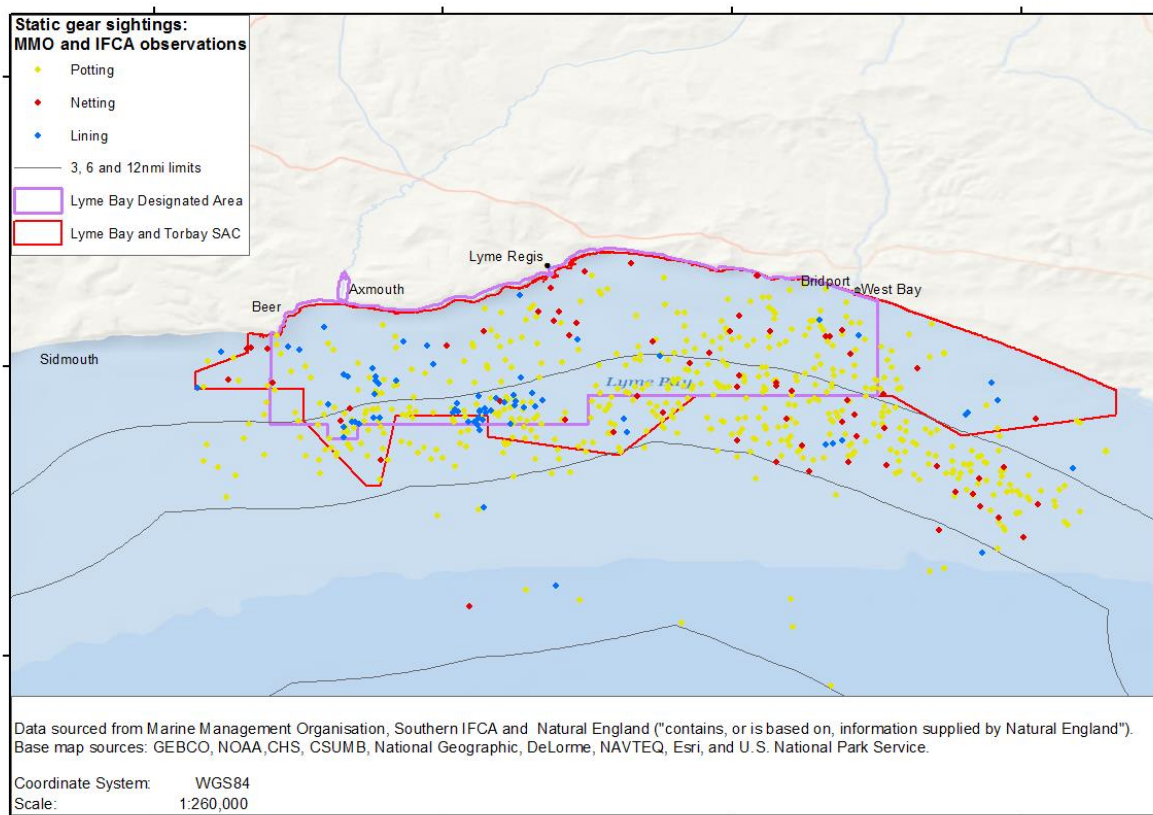 Static gear sightings:
MMO and IFCA observations
Potting
Netting
Lining
3, 6 and 12nmi limits
Lyme Bay Designated Area
Lyme Bay and Torbay SAC
Lyme Regis
Bridport
West Bay
Axmouth
Beer
Sidmouth
Lyme Bay
Data sourced from Marine Management Organisation, Southern IFCA and Natural England ("contains, or is based on, information supplied by Natural England").
Base map sources: GEBCO, NOAA,CHS, CSUMB, National Geographic, DeLorme, NAVTEQ, Esri, and U.S. National Park Service.
Coordinate System: WGS84
Scale: 1:260,000